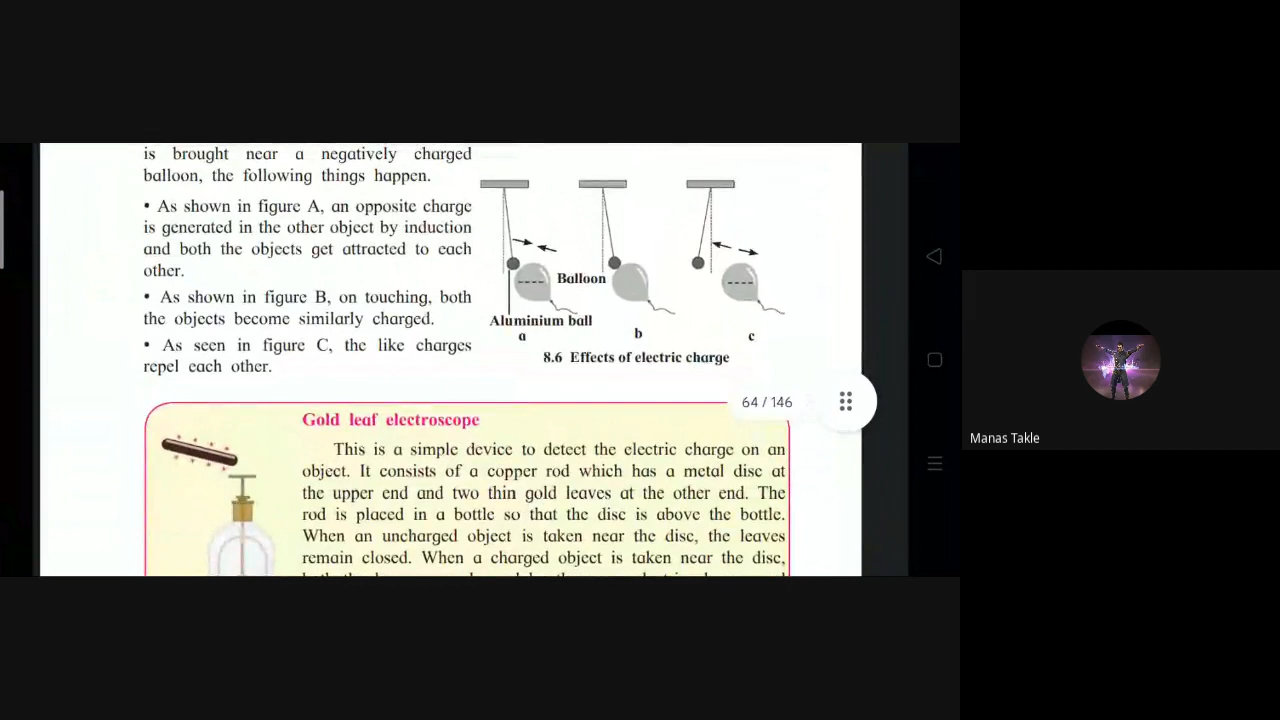 is brought near a negatively charged
balloon, the following things happen.
• As shown in figure A, an opposite charge
is generated in the other object by induction
and both the objects get attracted to each
other.
• As shown in figure B, on touching, both
the objects become similarly charged.
• As seen in figure C, the like charges
repel each other.
Balloon
Aluminium ball
a
b
c
8.6 Effects of electric charge
64 / 146
Gold leaf electroscope
This is a simple device to detect the electric charge on an
object. It consists of a copper rod which has a metal disc at
the upper end and two thin gold leaves at the other end. The
rod is placed in a bottle so that the disc is above the bottle.
When an uncharged object is taken near the disc, the leaves
remain closed. When a charged object is taken near the disc,
Manas Takle